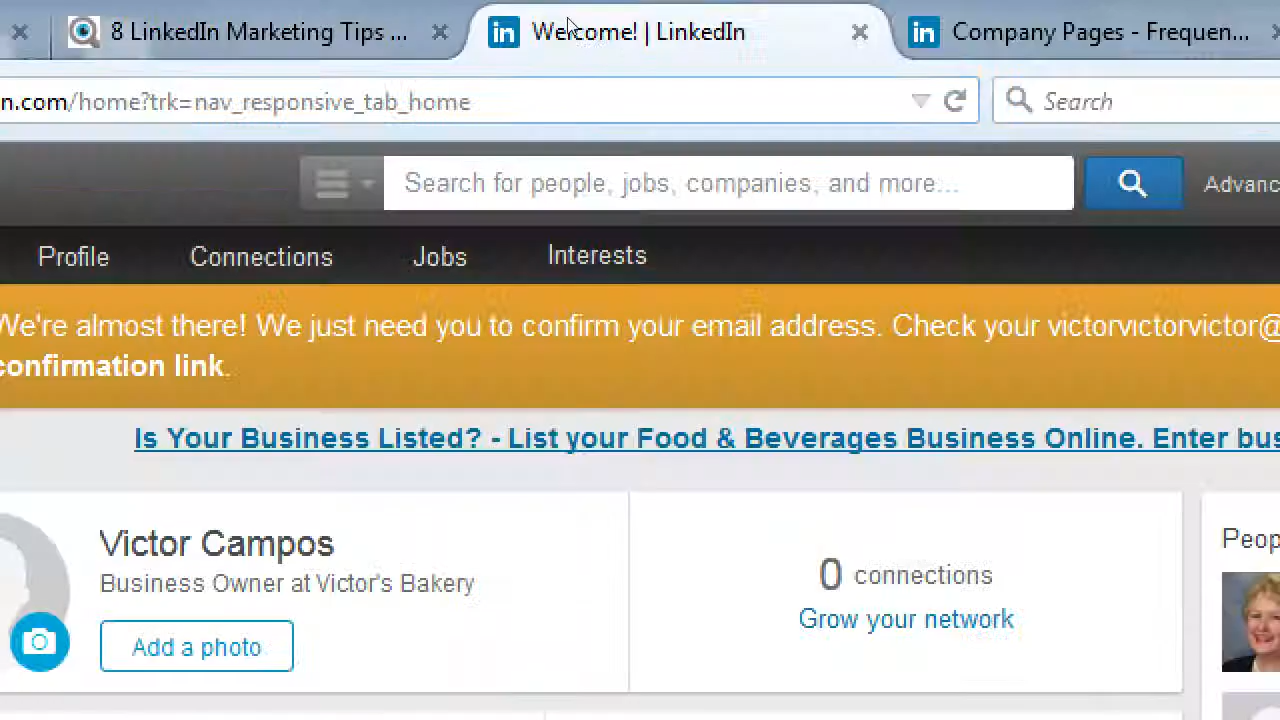 8 LinkedIn Marketing Tips ...
in Welcome! | LinkedIn
in Company Pages - Frequen...
n.com/home?trk=nav_responsive_tab_home
Search
Search for people, jobs, companies, and more...
Advanc
Profile
Connections
Jobs
Interests
We're almost there! We just need you to confirm your email address. Check your victorvictorvictor@
confirmation link.
Is Your Business Listed? - List your Food & Beverages Business Online. Enter bus
Victor Campos
Business Owner at Victor's Bakery
Add a photo
0 connections
Grow your network
Peop